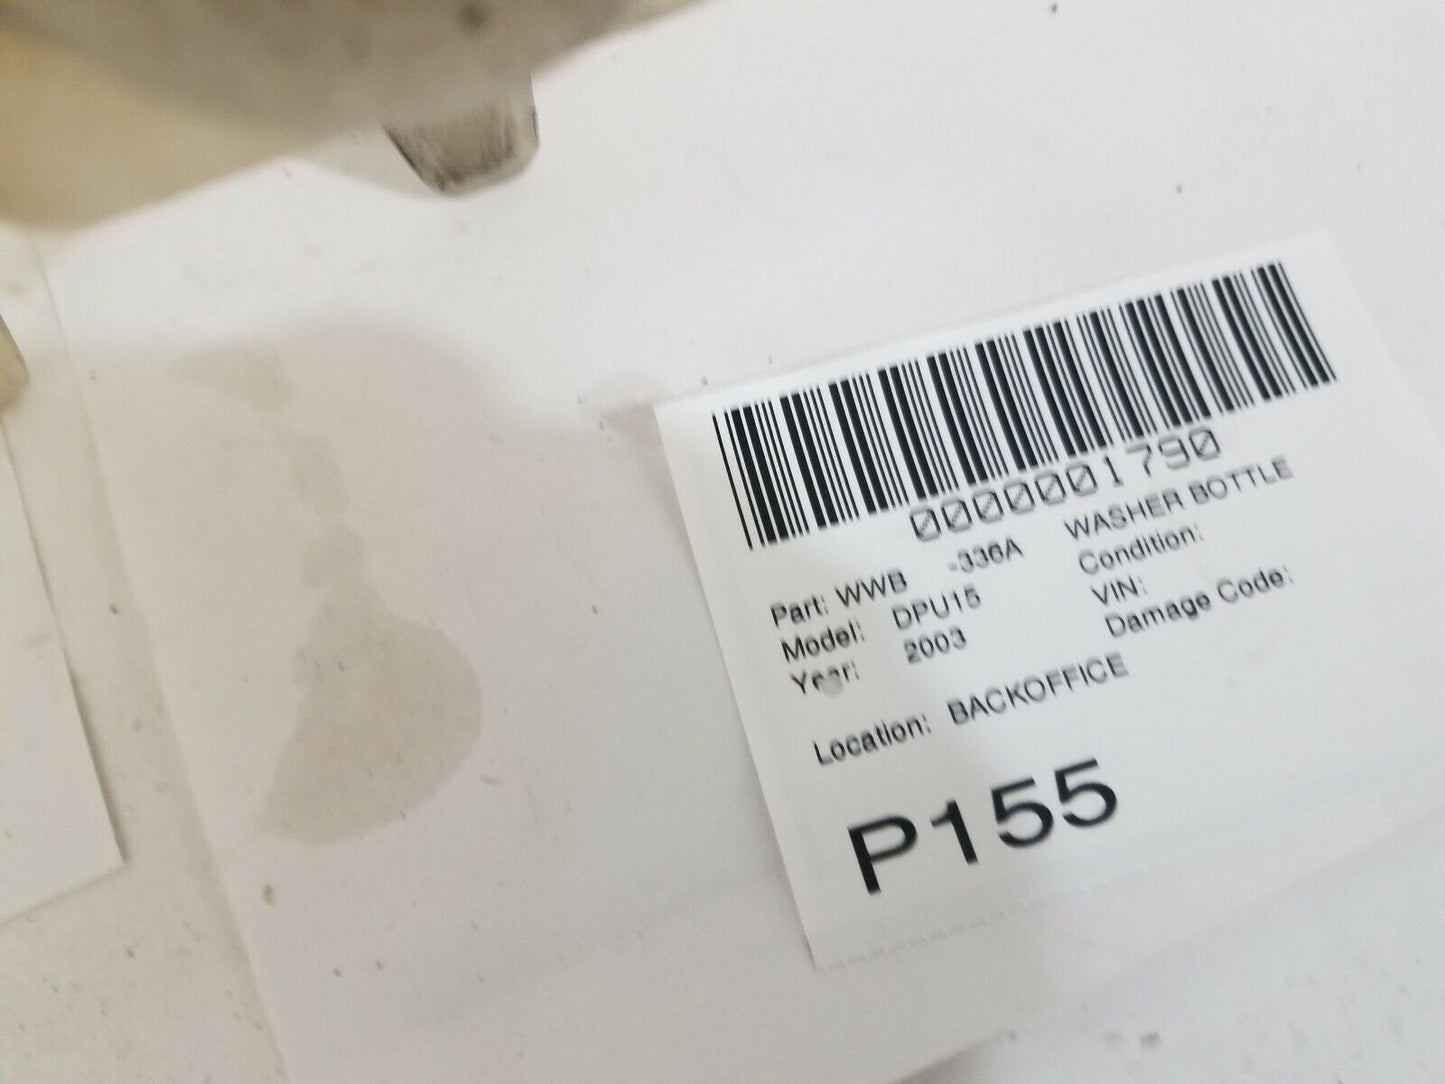 0000001790
Part: WWB -336A WASHER BOTTLE
Model: DPU15 Condition:
Year: 2003 VIN:
Damage Code:
Location: BACKOFFICE
P155